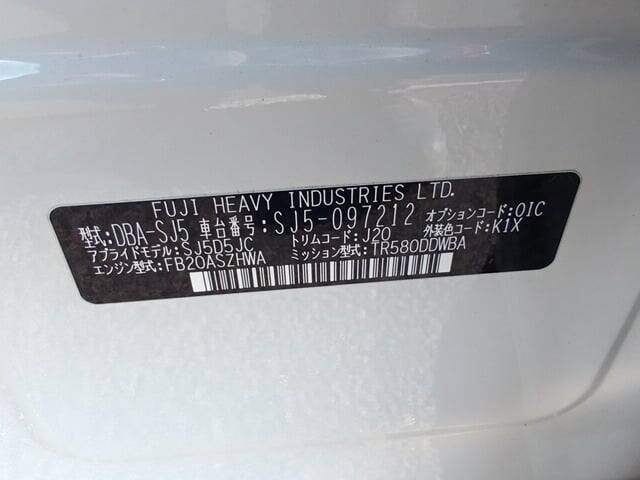 FUJI HEAVY INDUSTRIES LTD.
型式:DBA-SJ5 車台番号:SJ5-097212 オプションコード:OIC
アプライドモデル:SJ5D5JC トリムコード:J20 外装色コード:K1X
エンジン型式:FB20ASZHWA ミッション型式:TR580DDWBA